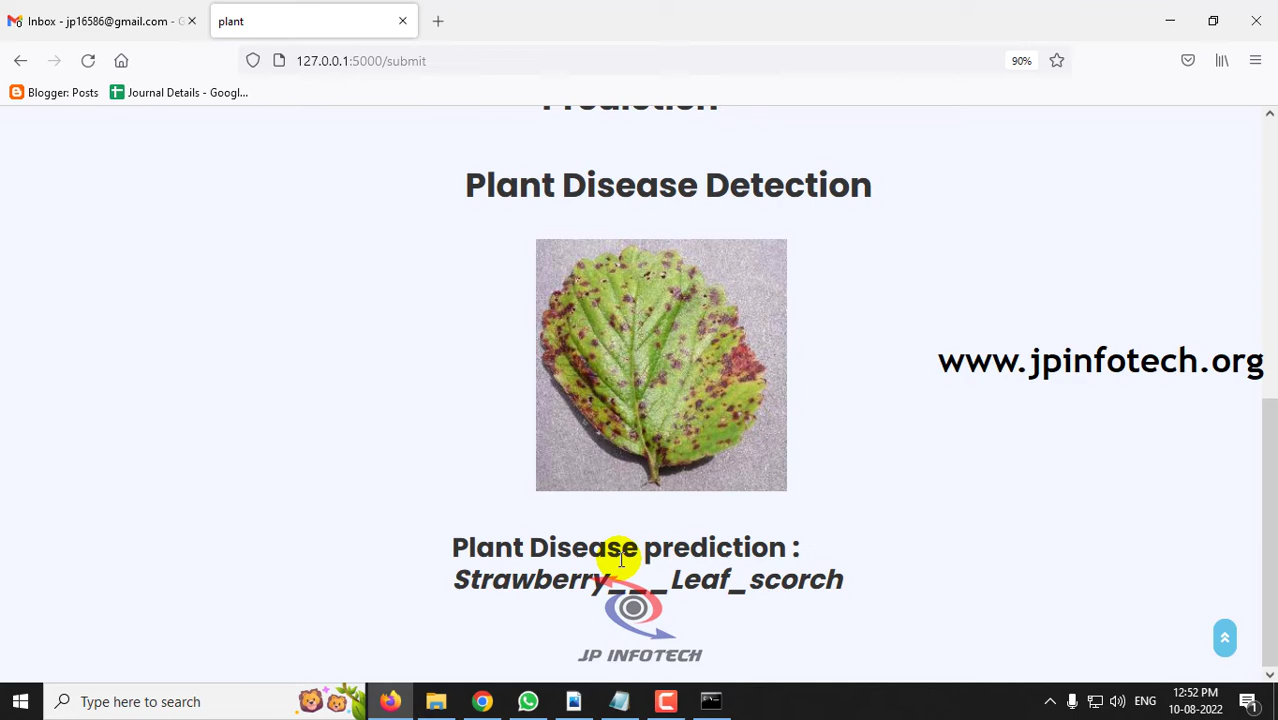 Inbox - jp16586@gmail.com - G
plant
127.0.0.1:5000/submit
90%
Blogger: Posts
Journal Details - Googl...
Prediction
Plant Disease Detection
www.jpinfotech.org
Plant Disease prediction :
Strawberry___Leaf_scorch
JP INFOTECH
Type here to search
ENG
12:52 PM
10-08-2022
1